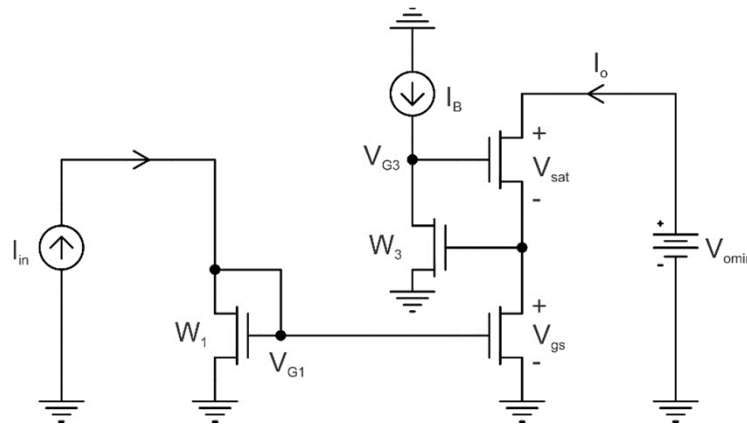 I_o
I_B
V_G3
+
V_sat
-
I_in
W_3
+
-
V_omin
W_1
V_G1
+
V_gs
-